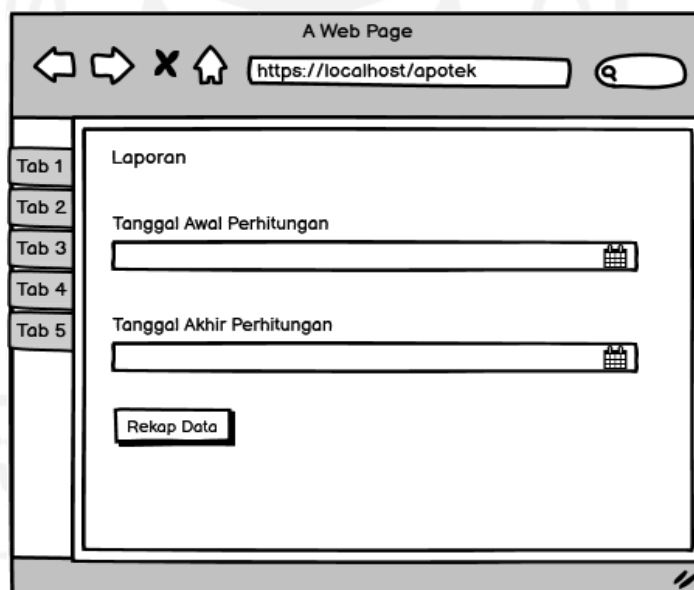 A Web Page
https://localhost/apotek
Tab 1
Tab 2
Tab 3
Tab 4
Tab 5
Laporan
Tanggal Awal Perhitungan
Tanggal Akhir Perhitungan
Rekap Data